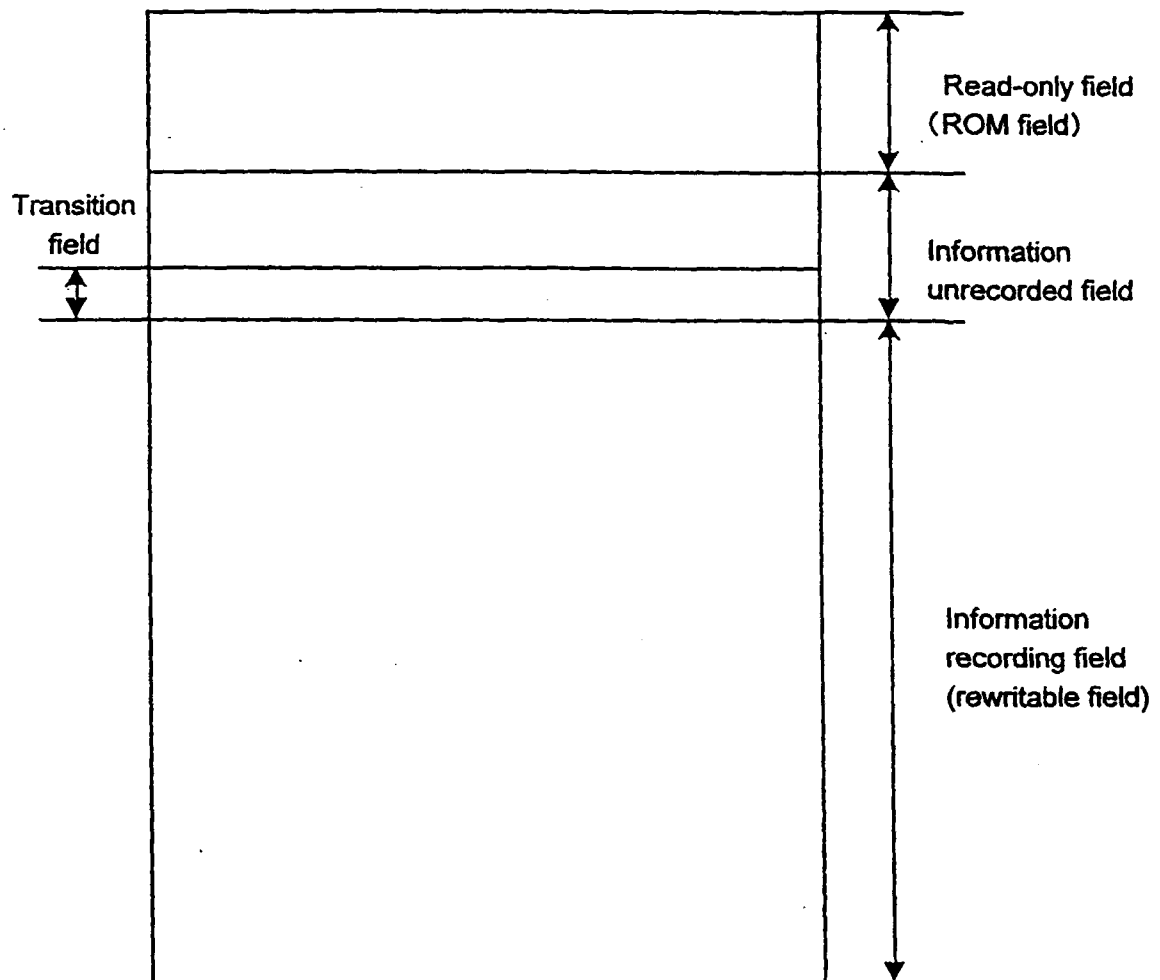 Read-only field
（ROM field）
Transition
field
Information
unrecorded field
Information
recording field
(rewritable field)